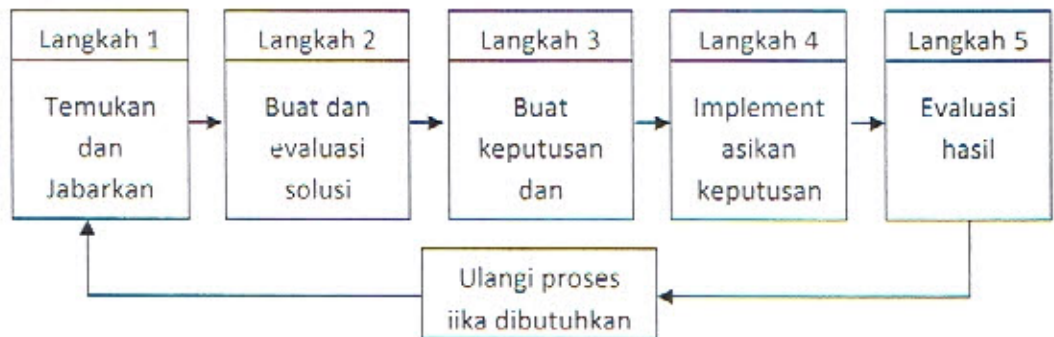 Langkah 1
Temukan
dan
Jabarkan
Langkah 2
Buat dan
evaluasi
solusi
Langkah 3
Buat
keputusan
dan
Langkah 4
Implement
asikan
keputusan
Langkah 5
Evaluasi
hasil
Ulangi proses
jika dibutuhkan